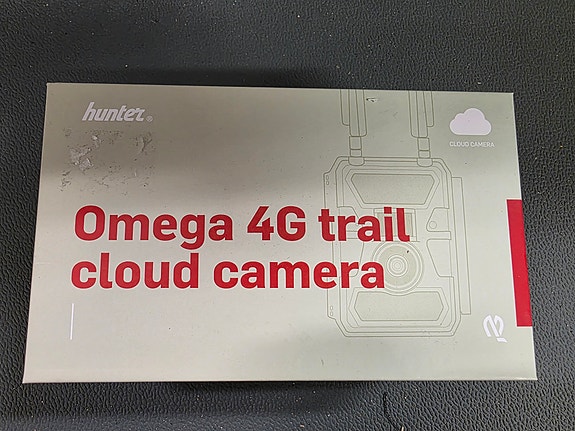 hunter®
CLOUD CAMERA
Omega 4G trail
cloud camera